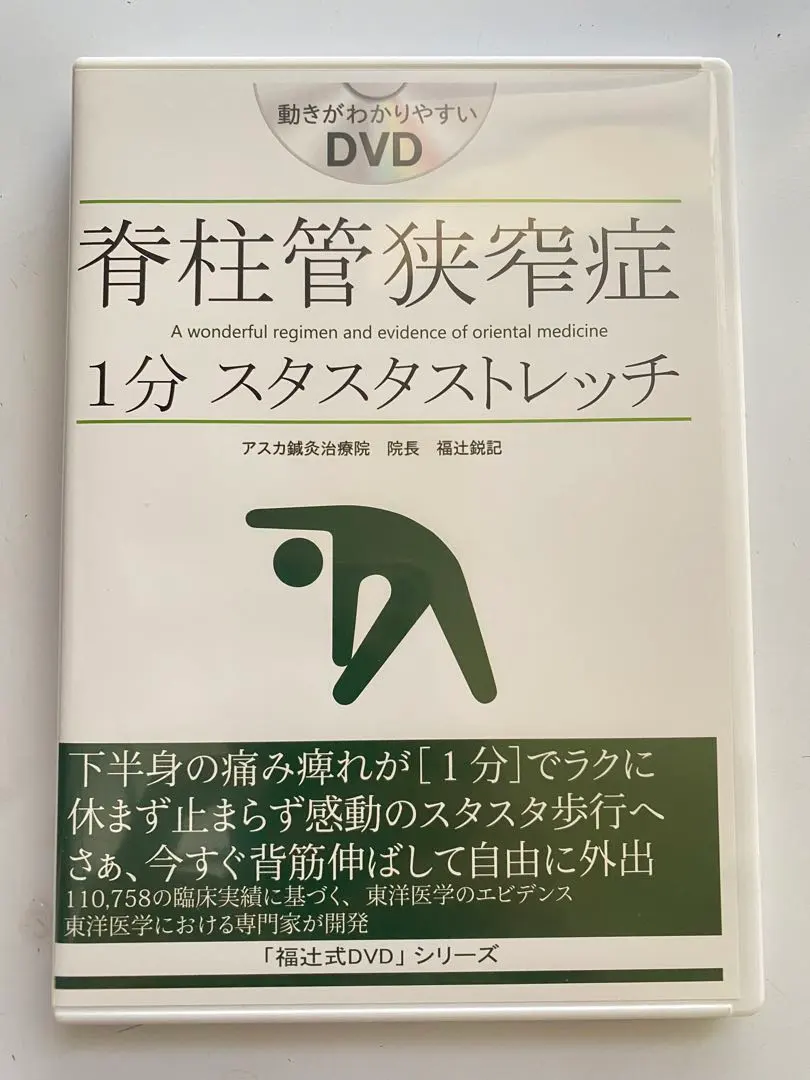 動きがわかりやすい
DVD
脊柱管狭窄症
A wonderful regimen and evidence of oriental medicine
1分 スタスタストレッチ
アスカ鍼灸治療院 院長 福辻鋭記
下半身の痛み痺れが[1分]でラクに
休まず止まらず感動のスタスタ歩行へ
さぁ、今すぐ背筋伸ばして自由に外出
110,758の臨床実績に基づく、東洋医学のエビデンス
東洋医学における専門家が開発
「福辻式DVD」シリーズ